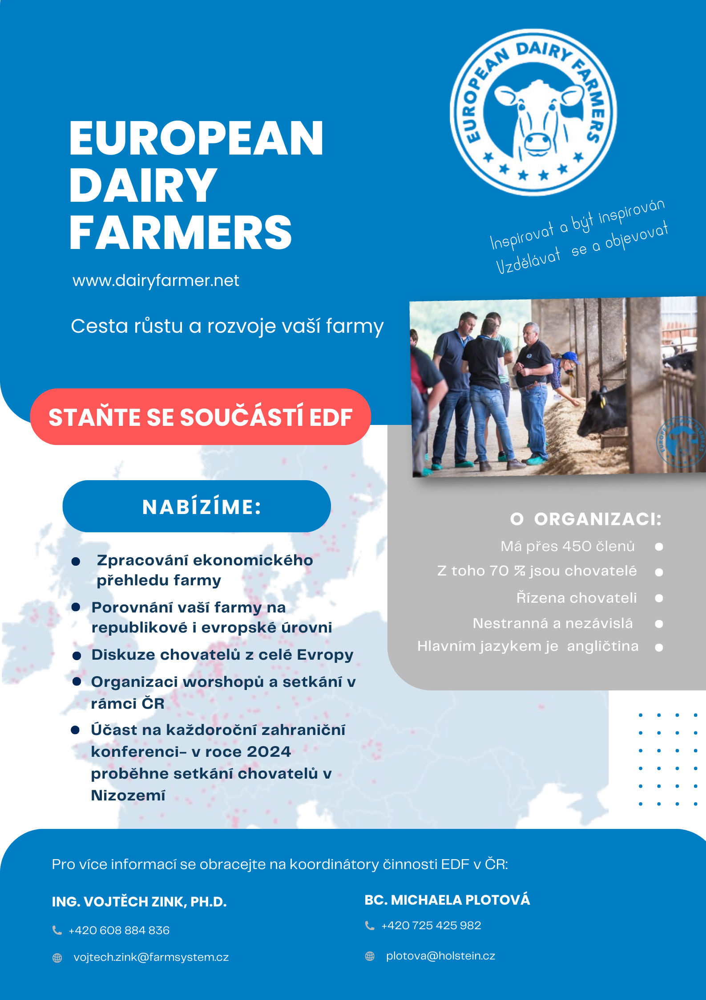 EUROPEAN DAIRY FARMERS
EUROPEAN
DAIRY
FARMERS
www.dairyfarmer.net
Cesta růstu a rozvoje vaší farmy
Inspirovat a být inspirován
Vzdělávat se a objevovat
EUROPEAN DAIRY FARMERS
STAŇTE SE SOUČÁSTÍ EDF
NABÍZÍME:
Zpracování ekonomického
přehledu farmy
Porovnání vaší farmy na
republikové i evropské úrovni
Diskuze chovatelů z celé Evropy
Organizaci worshopů a setkání v
rámci ČR
Účast na každoroční zahraniční
konferenci- v roce 2024
proběhne setkání chovatelů v
Nizozemí
O ORGANIZACI:
Má přes 450 členů
Z toho 70 % jsou chovatelé
Řízena chovateli
Nestranná a nezávislá
Hlavním jazykem je angličtina
Pro více informací se obracejte na koordinátory činnosti EDF v ČR:
ING. VOJTĚCH ZINK, PH.D.
+420 608 884 836
vojtech.zink@farmsystem.cz
BC. MICHAELA PLOTOVÁ
+420 725 425 982
plotova@holstein.cz